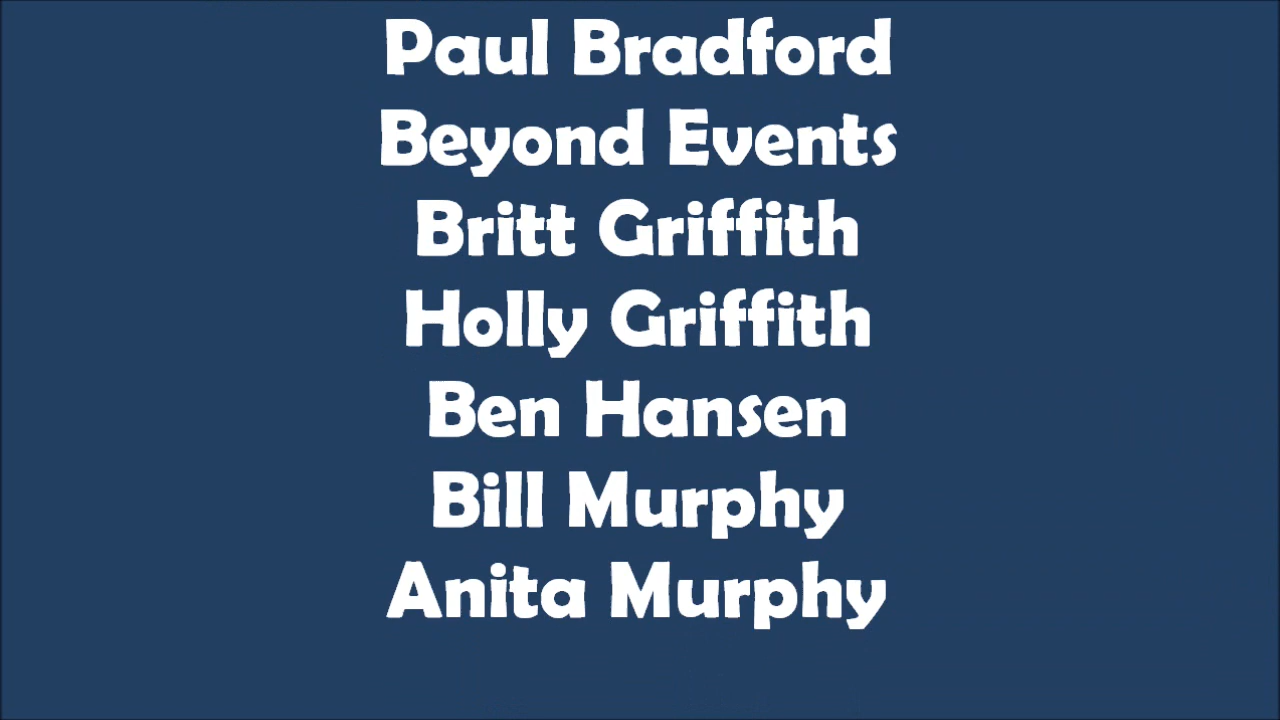 Paul Bradford
Beyond Events
Britt Griffith
Holly Griffith
Ben Hansen
Bill Murphy
Anita Murphy